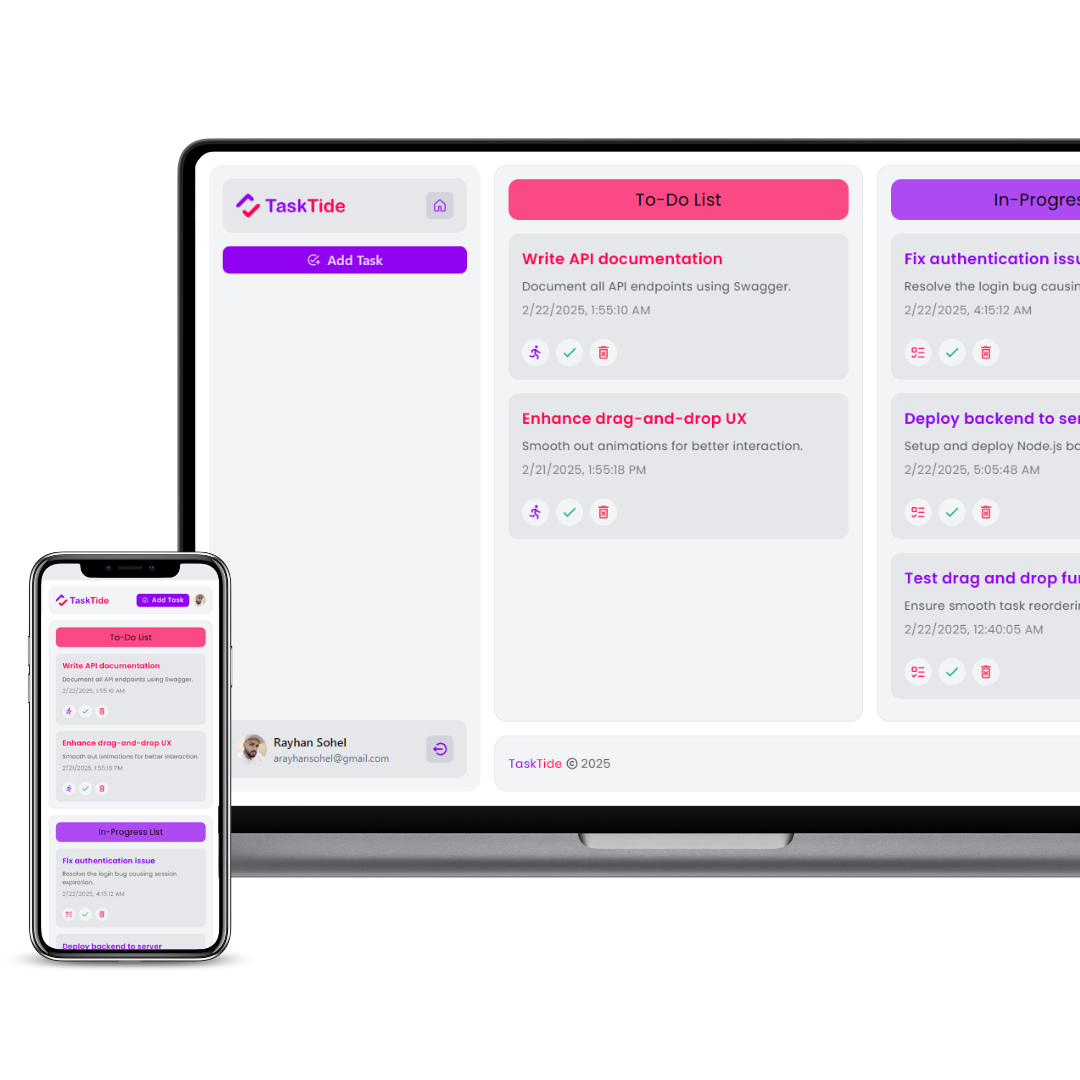 TaskTide
Add Task
Rayhan Sohel
arayhansohel@gmail.com
To-Do List
Write API documentation
Document all API endpoints using Swagger.
2/22/2025, 1:55:10 AM
Enhance drag-and-drop UX
Smooth out animations for better interaction.
2/21/2025, 1:55:18 PM
In-Progres
Fix authentication issu
Resolve the login bug causin
2/22/2025, 4:15:12 AM
Deploy backend to se
Setup and deploy Node.js ba
2/22/2025, 5:05:48 AM
Test drag and drop fu
Ensure smooth task reorderi
2/22/2025, 12:40:05 AM
TaskTide © 2025
TaskTide
Add Task
To-Do List
Write API documentation
Document all API endpoints using Swagger.
2/22/2025, 1:55:10 AM
Enhance drag-and-drop UX
Smooth out animations for better interaction.
2/21/2025, 1:55:18 PM
In-Progress List
Fix authentication issue
Resolve the login bug causing session
expiration.
2/22/2025, 4:15:12 AM
Deploy backend to server